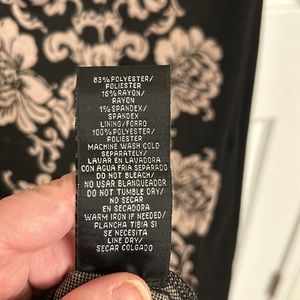 83%POLYESTER/
POLIESTER
16%RAYON/
RAYON
1%SPANDEX/
SPANDEX
LINING/FORRO
100%POLYESTER/
POLIESTER
MACHINE WASH COLD
SEPARATELY/
LAVAR EN LAVADORA
CON AGUA FRIA SEPARADO
DO NOT BLEACH/
NO USAR BLANQUEADOR
DO NOT TUMBLE DRY/
NO SECAR
EN SECADORA
WARM IRON IF NEEDED/
PLANCHA TIBIA SI
SE NECESITA
LINE DRY/
SECAR COLGADO